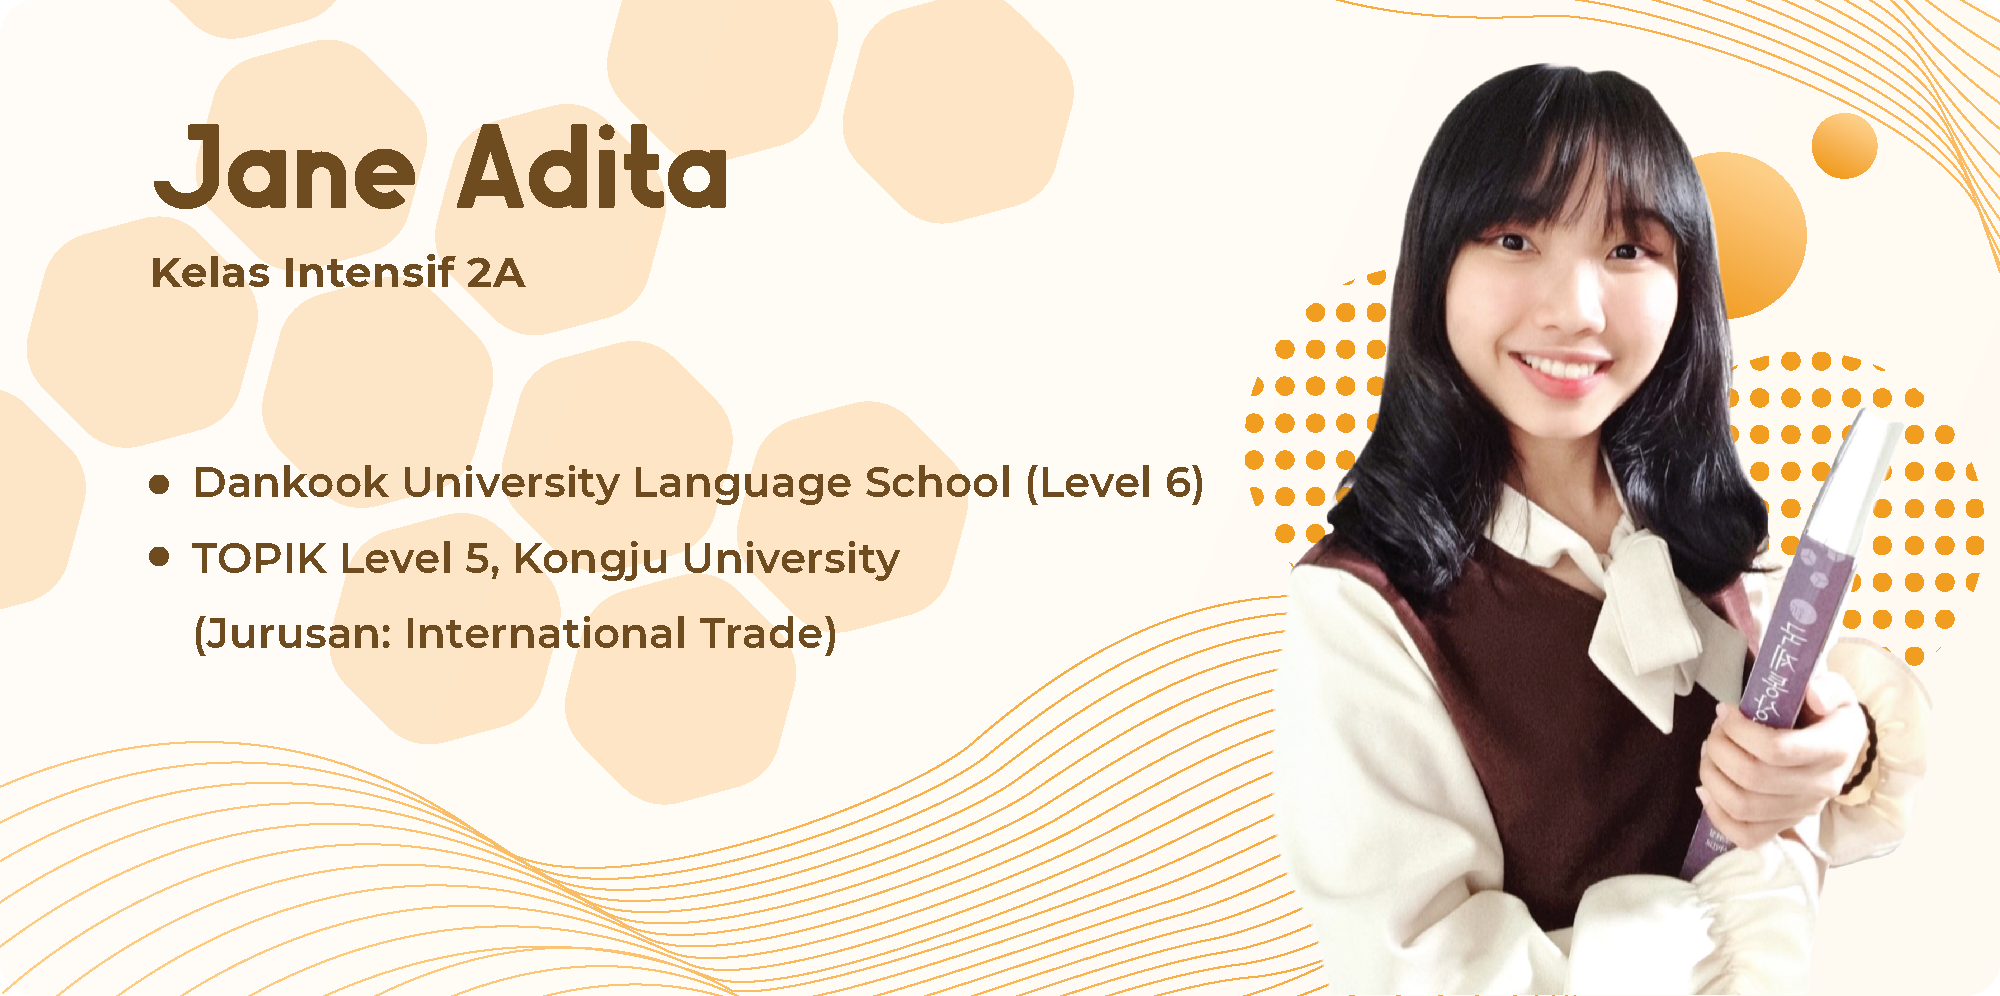 Jane Adita
Kelas Intensif 2A
• Dankook University Language School (Level 6)
• TOPIK Level 5, Kongju University
(Jurusan: International Trade)